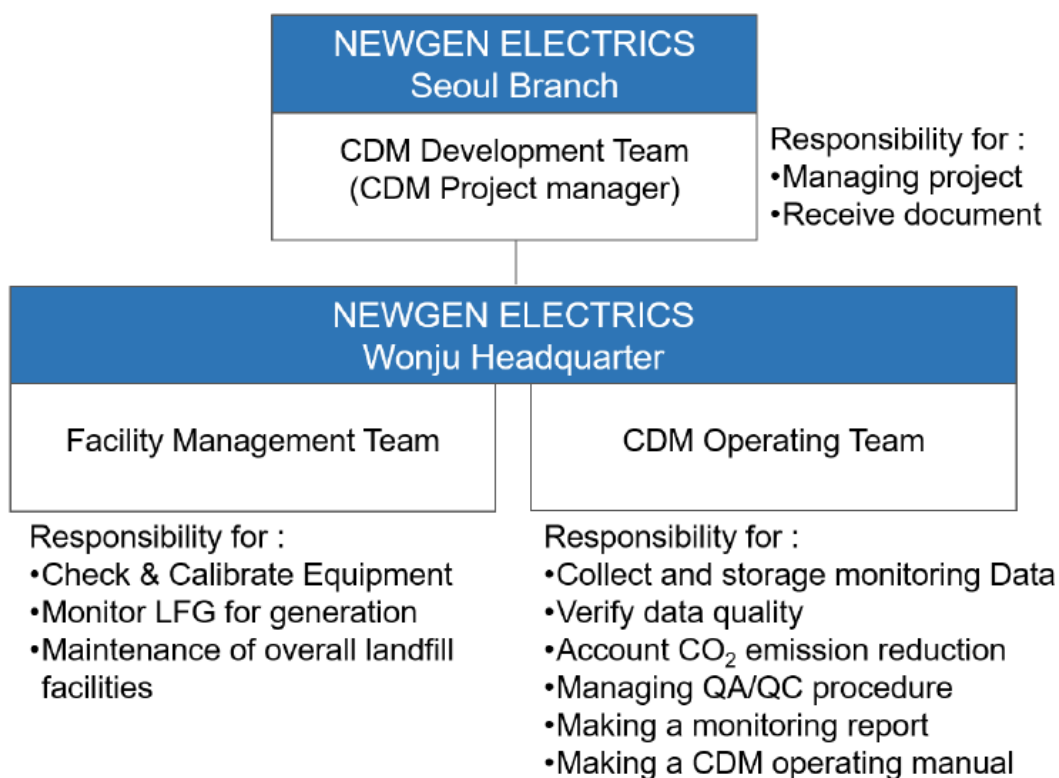 NEWGEN ELECTRICS
Seoul Branch
CDM Development Team
(CDM Project manager)
Responsibility for :
•Managing project
•Receive document
NEWGEN ELECTRICS
Wonju Headquarter
Facility Management Team
CDM Operating Team
Responsibility for :
•Check & Calibrate Equipment
•Monitor LFG for generation
•Maintenance of overall landfill
facilities
Responsibility for :
•Collect and storage monitoring Data
•Verify data quality
•Account CO₂ emission reduction
•Managing QA/QC procedure
•Making a monitoring report
•Making a CDM operating manual